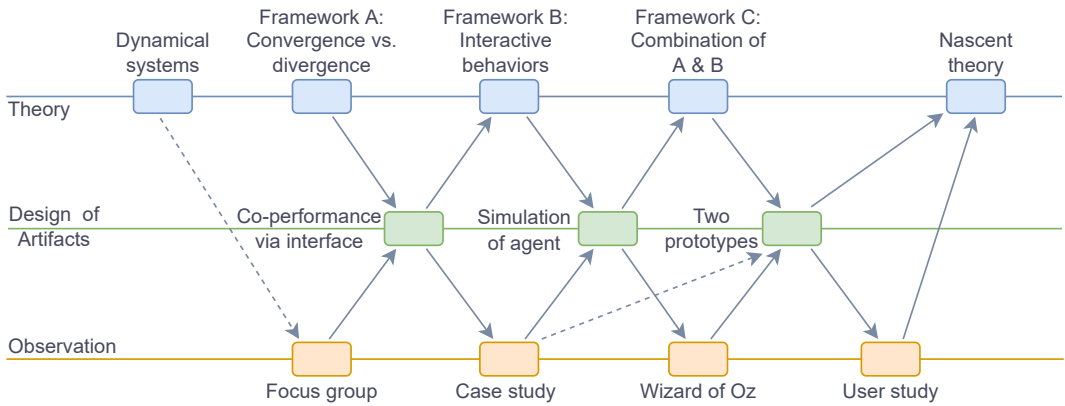 Dynamical
systems
Framework A:
Convergence vs.
divergence
Framework B:
Interactive
behaviors
Framework C:
Combination of
A & B
Nascent
theory
Theory
Design of
Artifacts
Co-performance
via interface
Simulation
of agent
Two
prototypes
Observation
Focus group
Case study
Wizard of Oz
User study